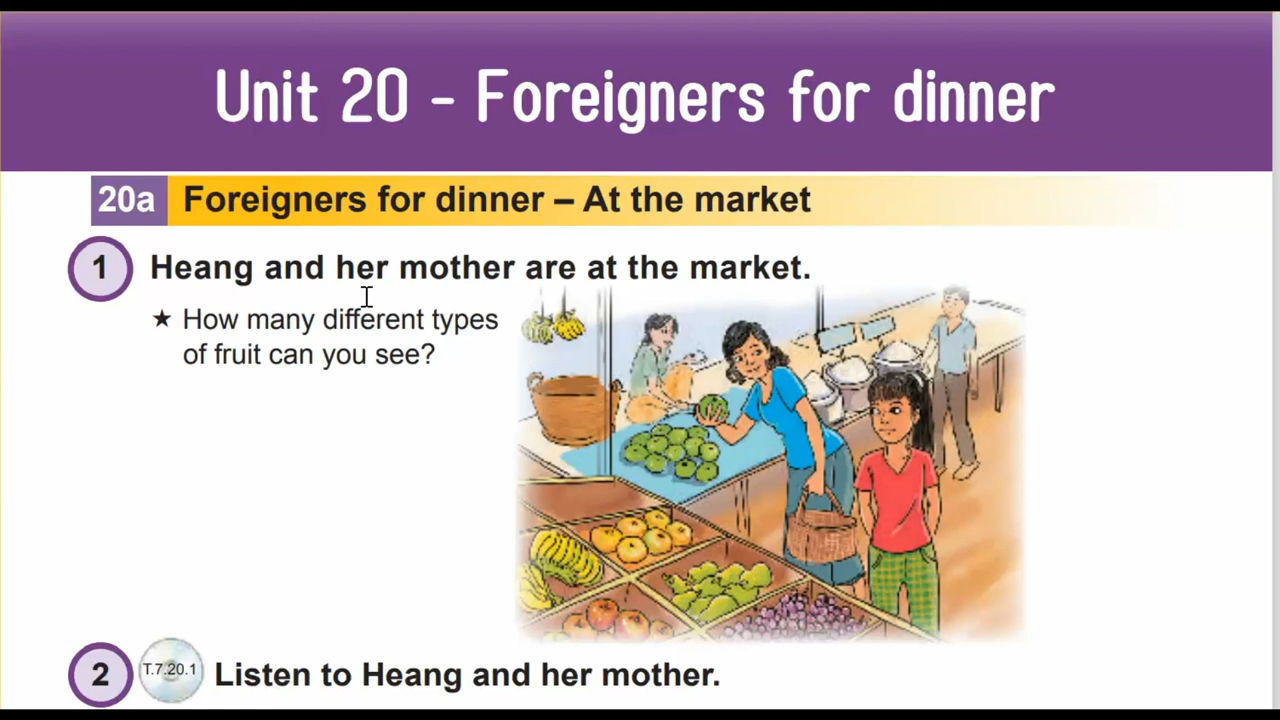 Unit 20 - Foreigners for dinner
20a Foreigners for dinner – At the market
1 Heang and her mother are at the market.
★ How many different types
of fruit can you see?
2 T.7.20.1 Listen to Heang and her mother.